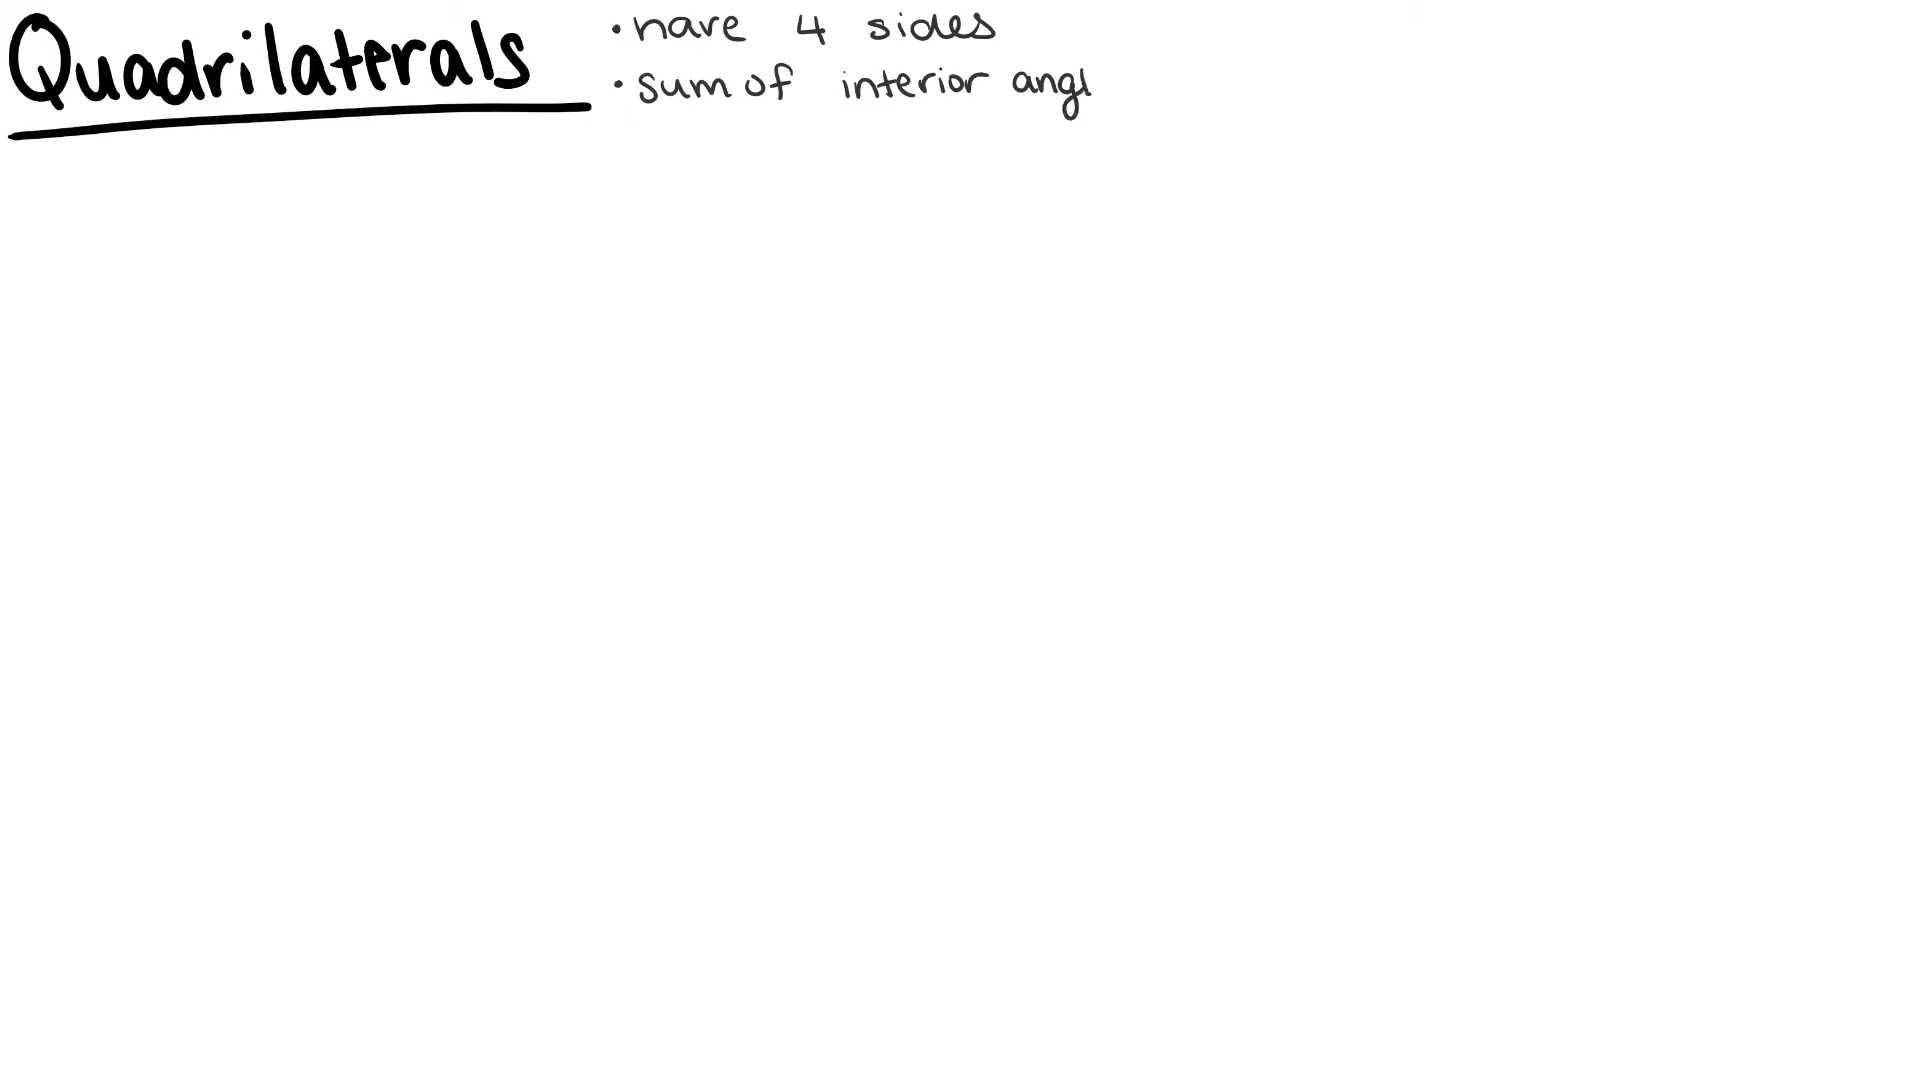 Quadrilaterals
• have 4 sides
• sum of interior angl